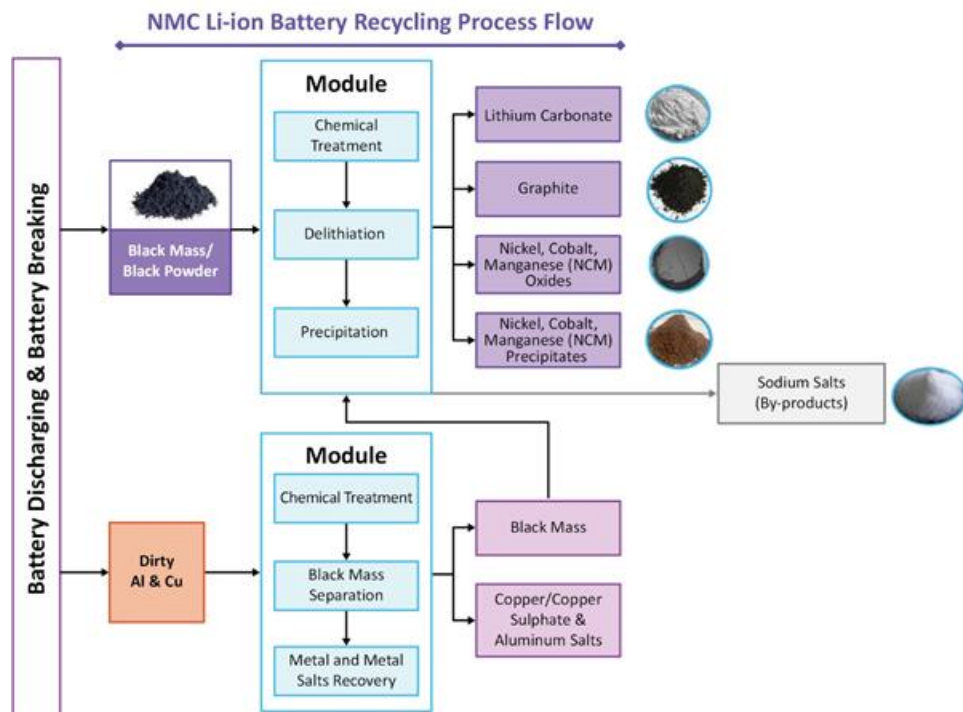 NMC Li-ion Battery Recycling Process Flow
Battery Discharging & Battery Breaking
Black Mass/
Black Powder
Module
Chemical
Treatment
Delithiation
Precipitation
Lithium Carbonate
Graphite
Nickel, Cobalt,
Manganese (NCM)
Oxides
Nickel, Cobalt,
Manganese (NCM)
Precipitates
Sodium Salts
(By-products)
Dirty
Al & Cu
Module
Chemical Treatment
Black Mass
Separation
Metal and Metal
Salts Recovery
Black Mass
Copper/Copper
Sulphate &
Aluminum Salts